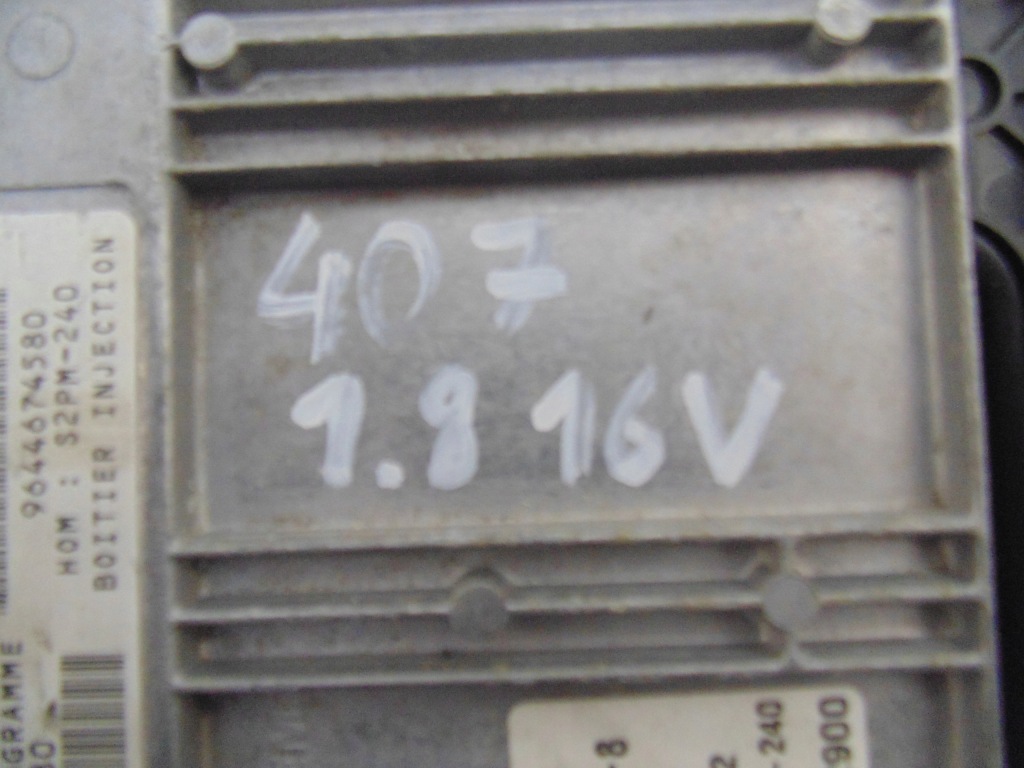 407
1.8 16V
9644674580
HOM : S2PM-240
BOITIER INJECTION
GRAMME
-240
900